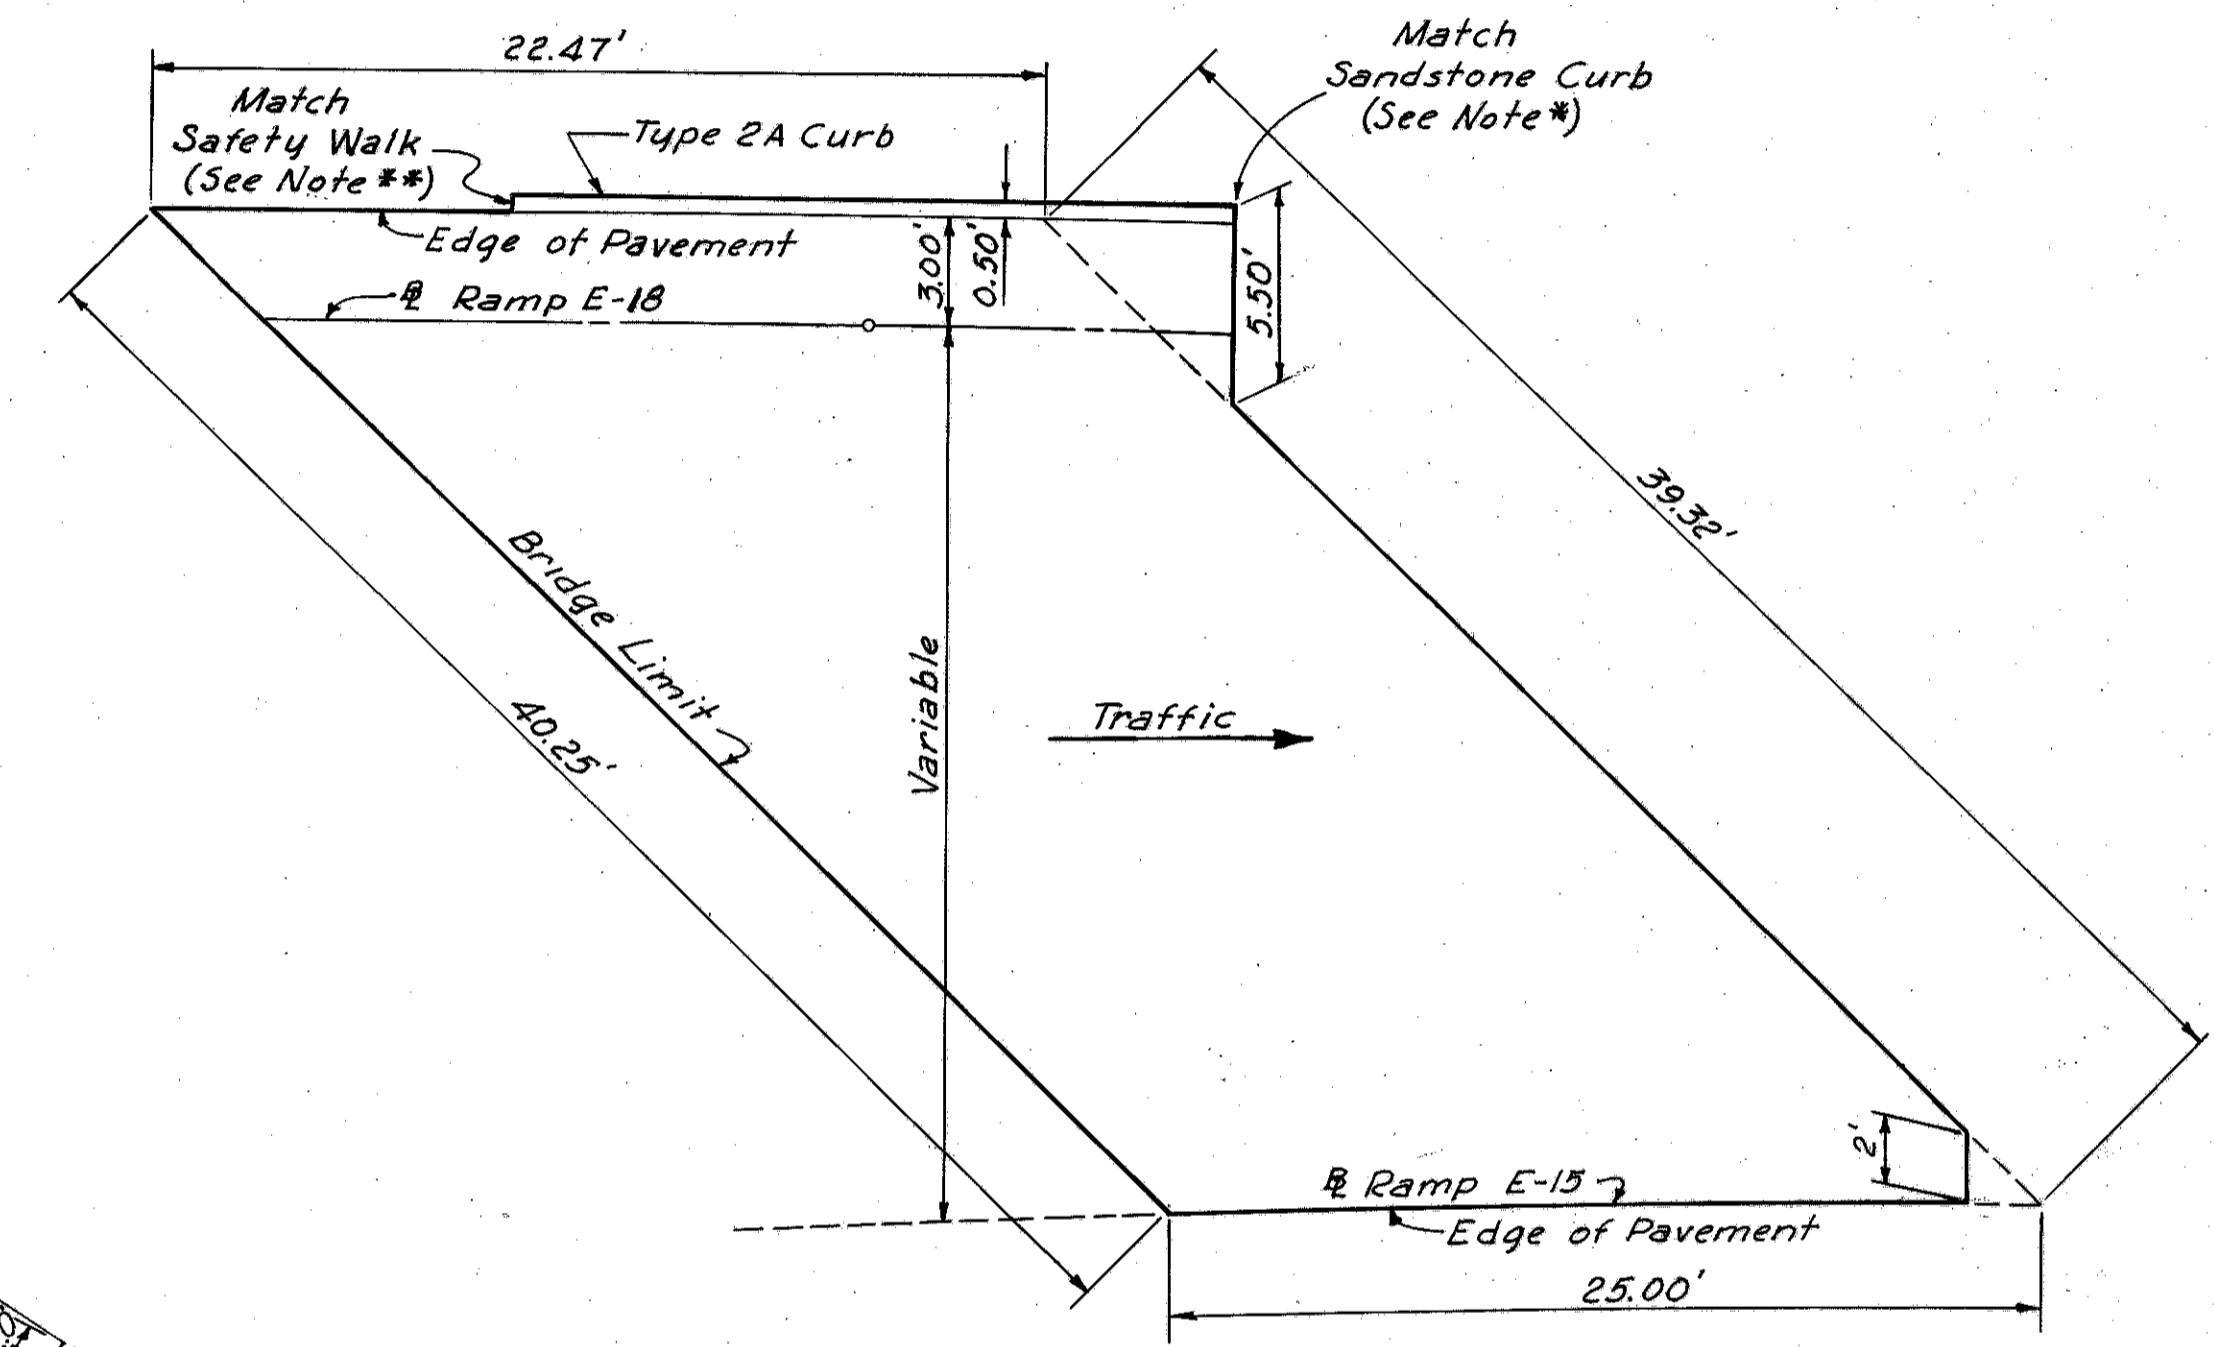 22.47'
Match
Sandstone Curb
(See Note*)
Match
Safety Walk
(See Note**)
Type 2A Curb
Edge of Pavement
3.00'
0.50'
5.50'
℄ Ramp E-18
39.32'
Bridge Limit
40.25'
Variable
Traffic
2'
℄ Ramp E-15
Edge of Pavement
25.00'